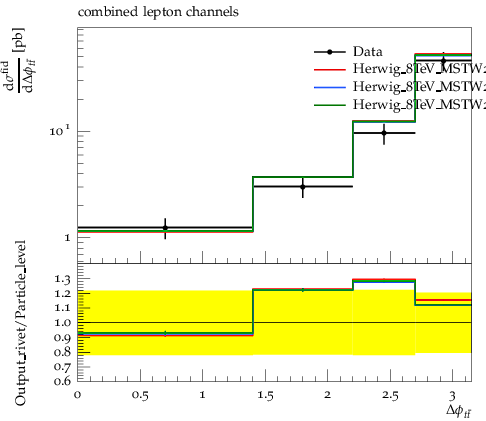 combined lepton channels
dσ^fid / dΔϕ_tt̄ [pb]
Data
Herwig_8TeV_MSTW2
Herwig_8TeV_MSTW2
Herwig_8TeV_MSTW2
10^1
1
Output_rivet/Particle_level
1.3
1.2
1.1
1.0
0.9
0.8
0.7
0.6
0 0.5 1 1.5 2 2.5 3
Δϕ_tt̄